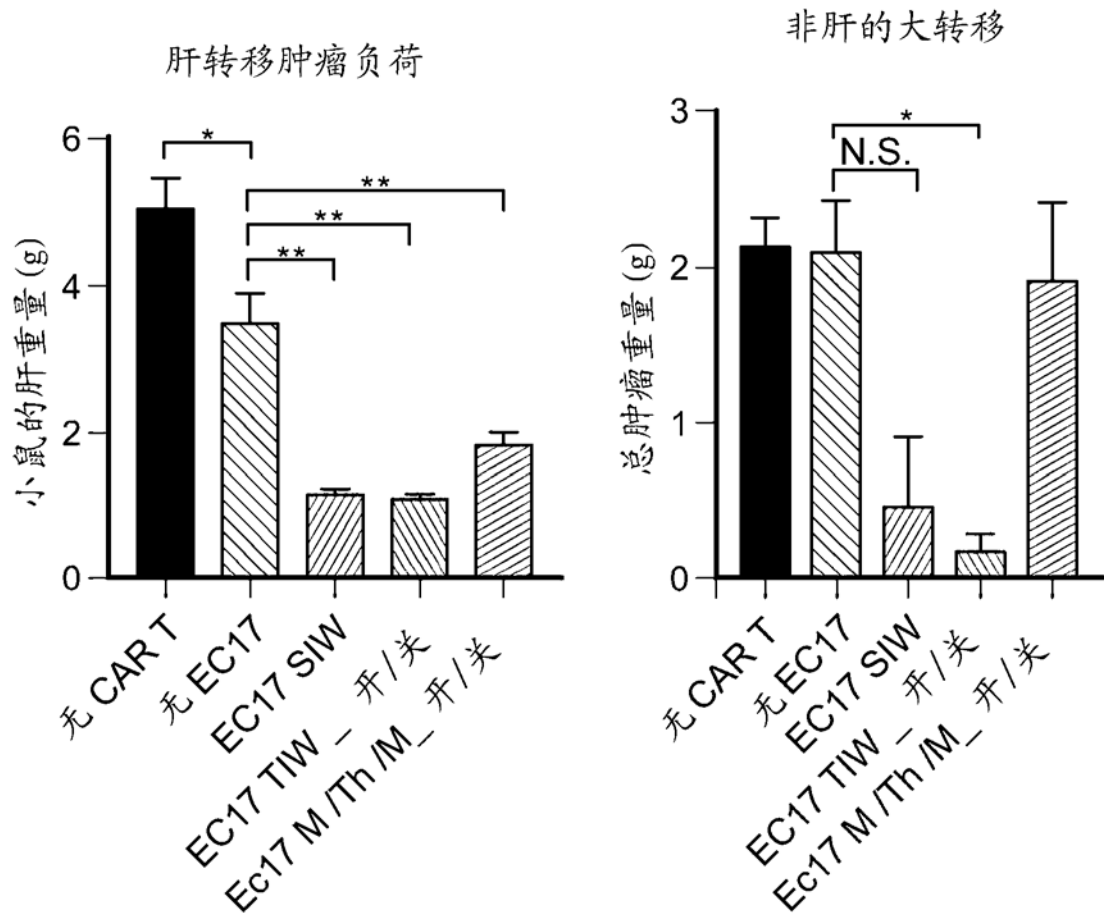 肝转移肿瘤负荷
小鼠的肝重量(g)
6
4
2
0
*
**
**
**
无 CAR T
无 EC17
EC17 SIW
EC17 TIW _ 开/关
Ec17 M /Th /M_ 开/关
非肝的大转移
总肿瘤重量(g)
3
2
1
0
*
N.S.
无 CAR T
无 EC17
EC17 SIW
EC17 TIW _ 开/关
Ec17 M /Th /M_ 开/关